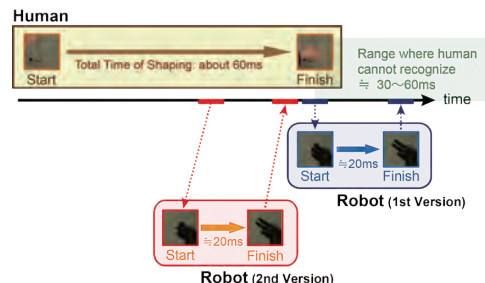 Human
Start
Total Time of Shaping: about 60ms
Finish
Range where human
cannot recognize
≒ 30～60ms
time
≒20ms
Start
Finish
Robot (1st Version)
≒20ms
Start
Finish
Robot (2nd Version)